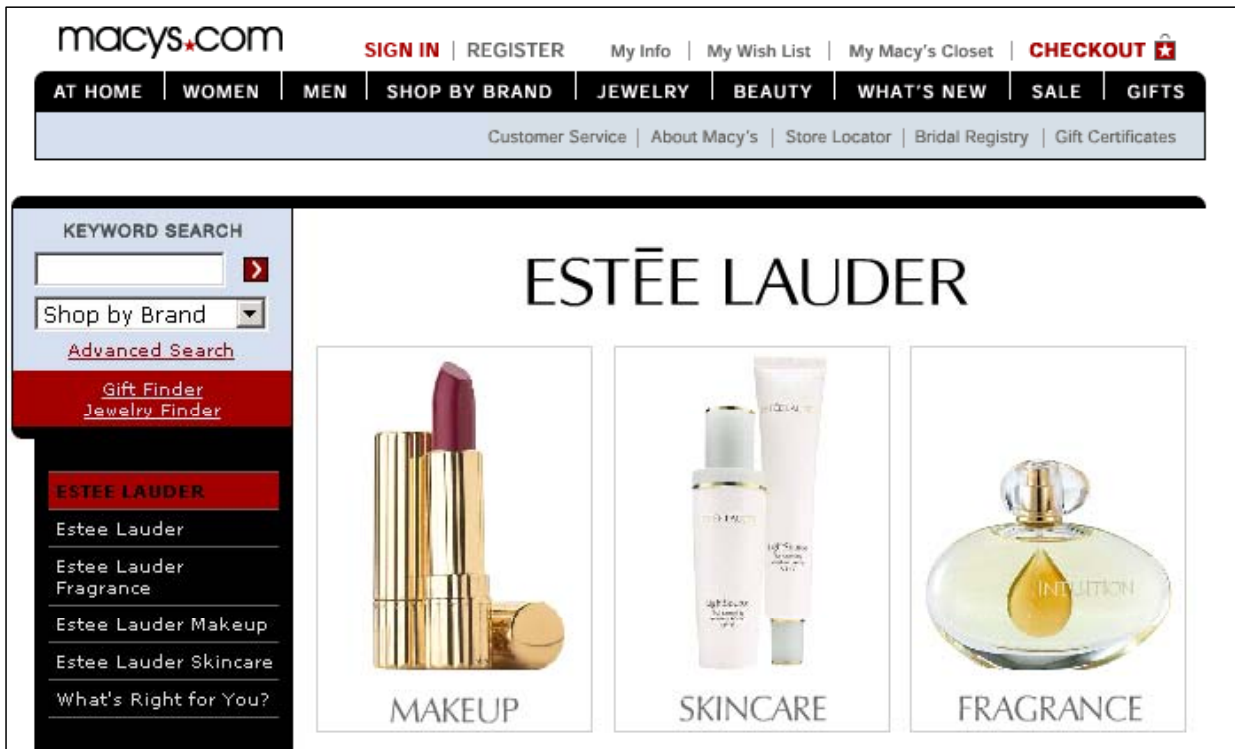 macys.com
SIGN IN | REGISTER My Info | My Wish List | My Macy's Closet | CHECKOUT
AT HOME | WOMEN | MEN | SHOP BY BRAND | JEWELRY | BEAUTY | WHAT'S NEW | SALE | GIFTS
Customer Service | About Macy's | Store Locator | Bridal Registry | Gift Certificates
KEYWORD SEARCH
Shop by Brand
Advanced Search
Gift Finder
Jewelry Finder
ESTEE LAUDER
Estee Lauder
Estee Lauder
Fragrance
Estee Lauder Makeup
Estee Lauder Skincare
What's Right for You?
ESTĒE LAUDER
INTUITION
MAKEUP
SKINCARE
FRAGRANCE